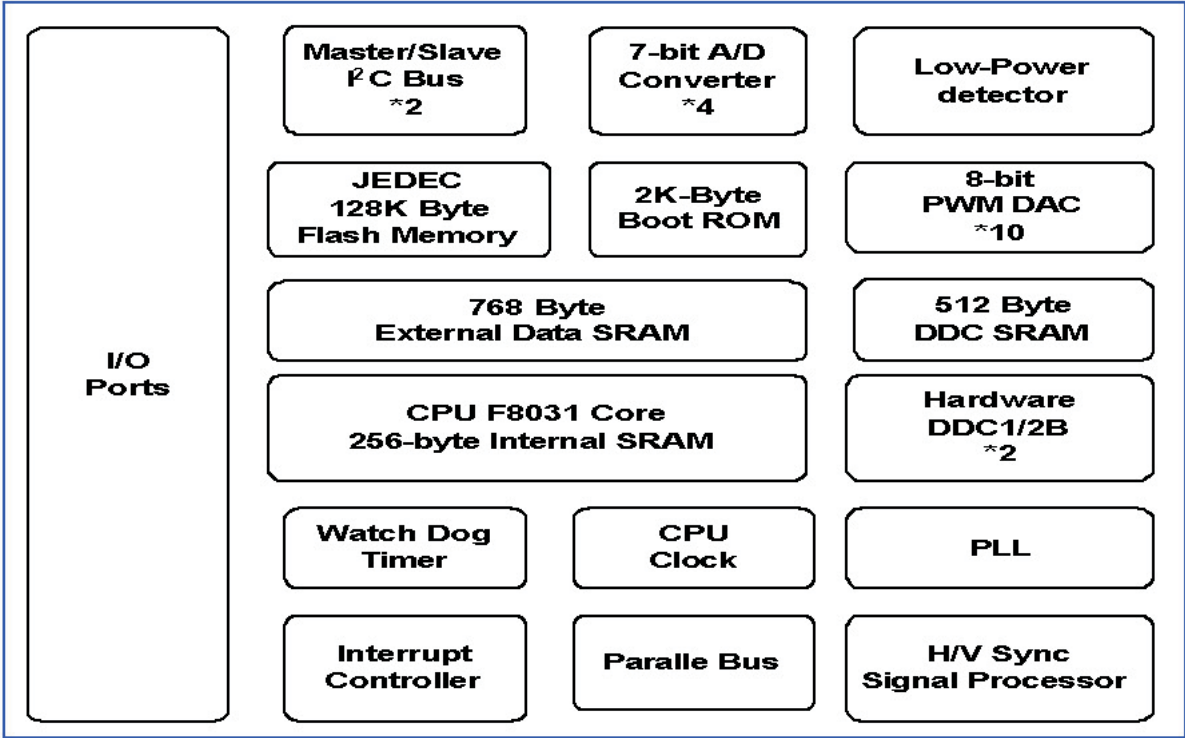 I/O
Ports
Master/Slave
I²C Bus
*2
7-bit A/D
Converter
*4
Low-Power
detector
JEDEC
128K Byte
Flash Memory
2K-Byte
Boot ROM
8-bit
PWM DAC
*10
768 Byte
External Data SRAM
512 Byte
DDC SRAM
CPU F8031 Core
256-byte Internal SRAM
Hardware
DDC1/2B
*2
Watch Dog
Timer
CPU
Clock
PLL
Interrupt
Controller
Paralle Bus
H/V Sync
Signal Processor